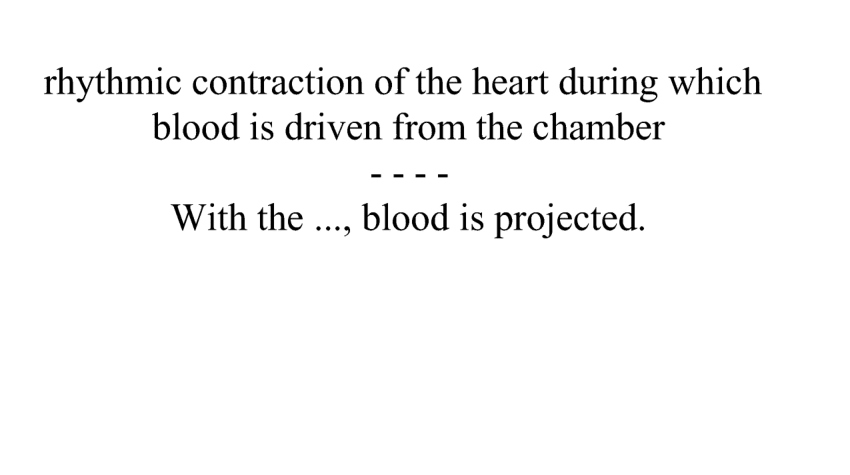 rhythmic contraction of the heart during which
blood is driven from the chamber
- - - -
With the ..., blood is projected.